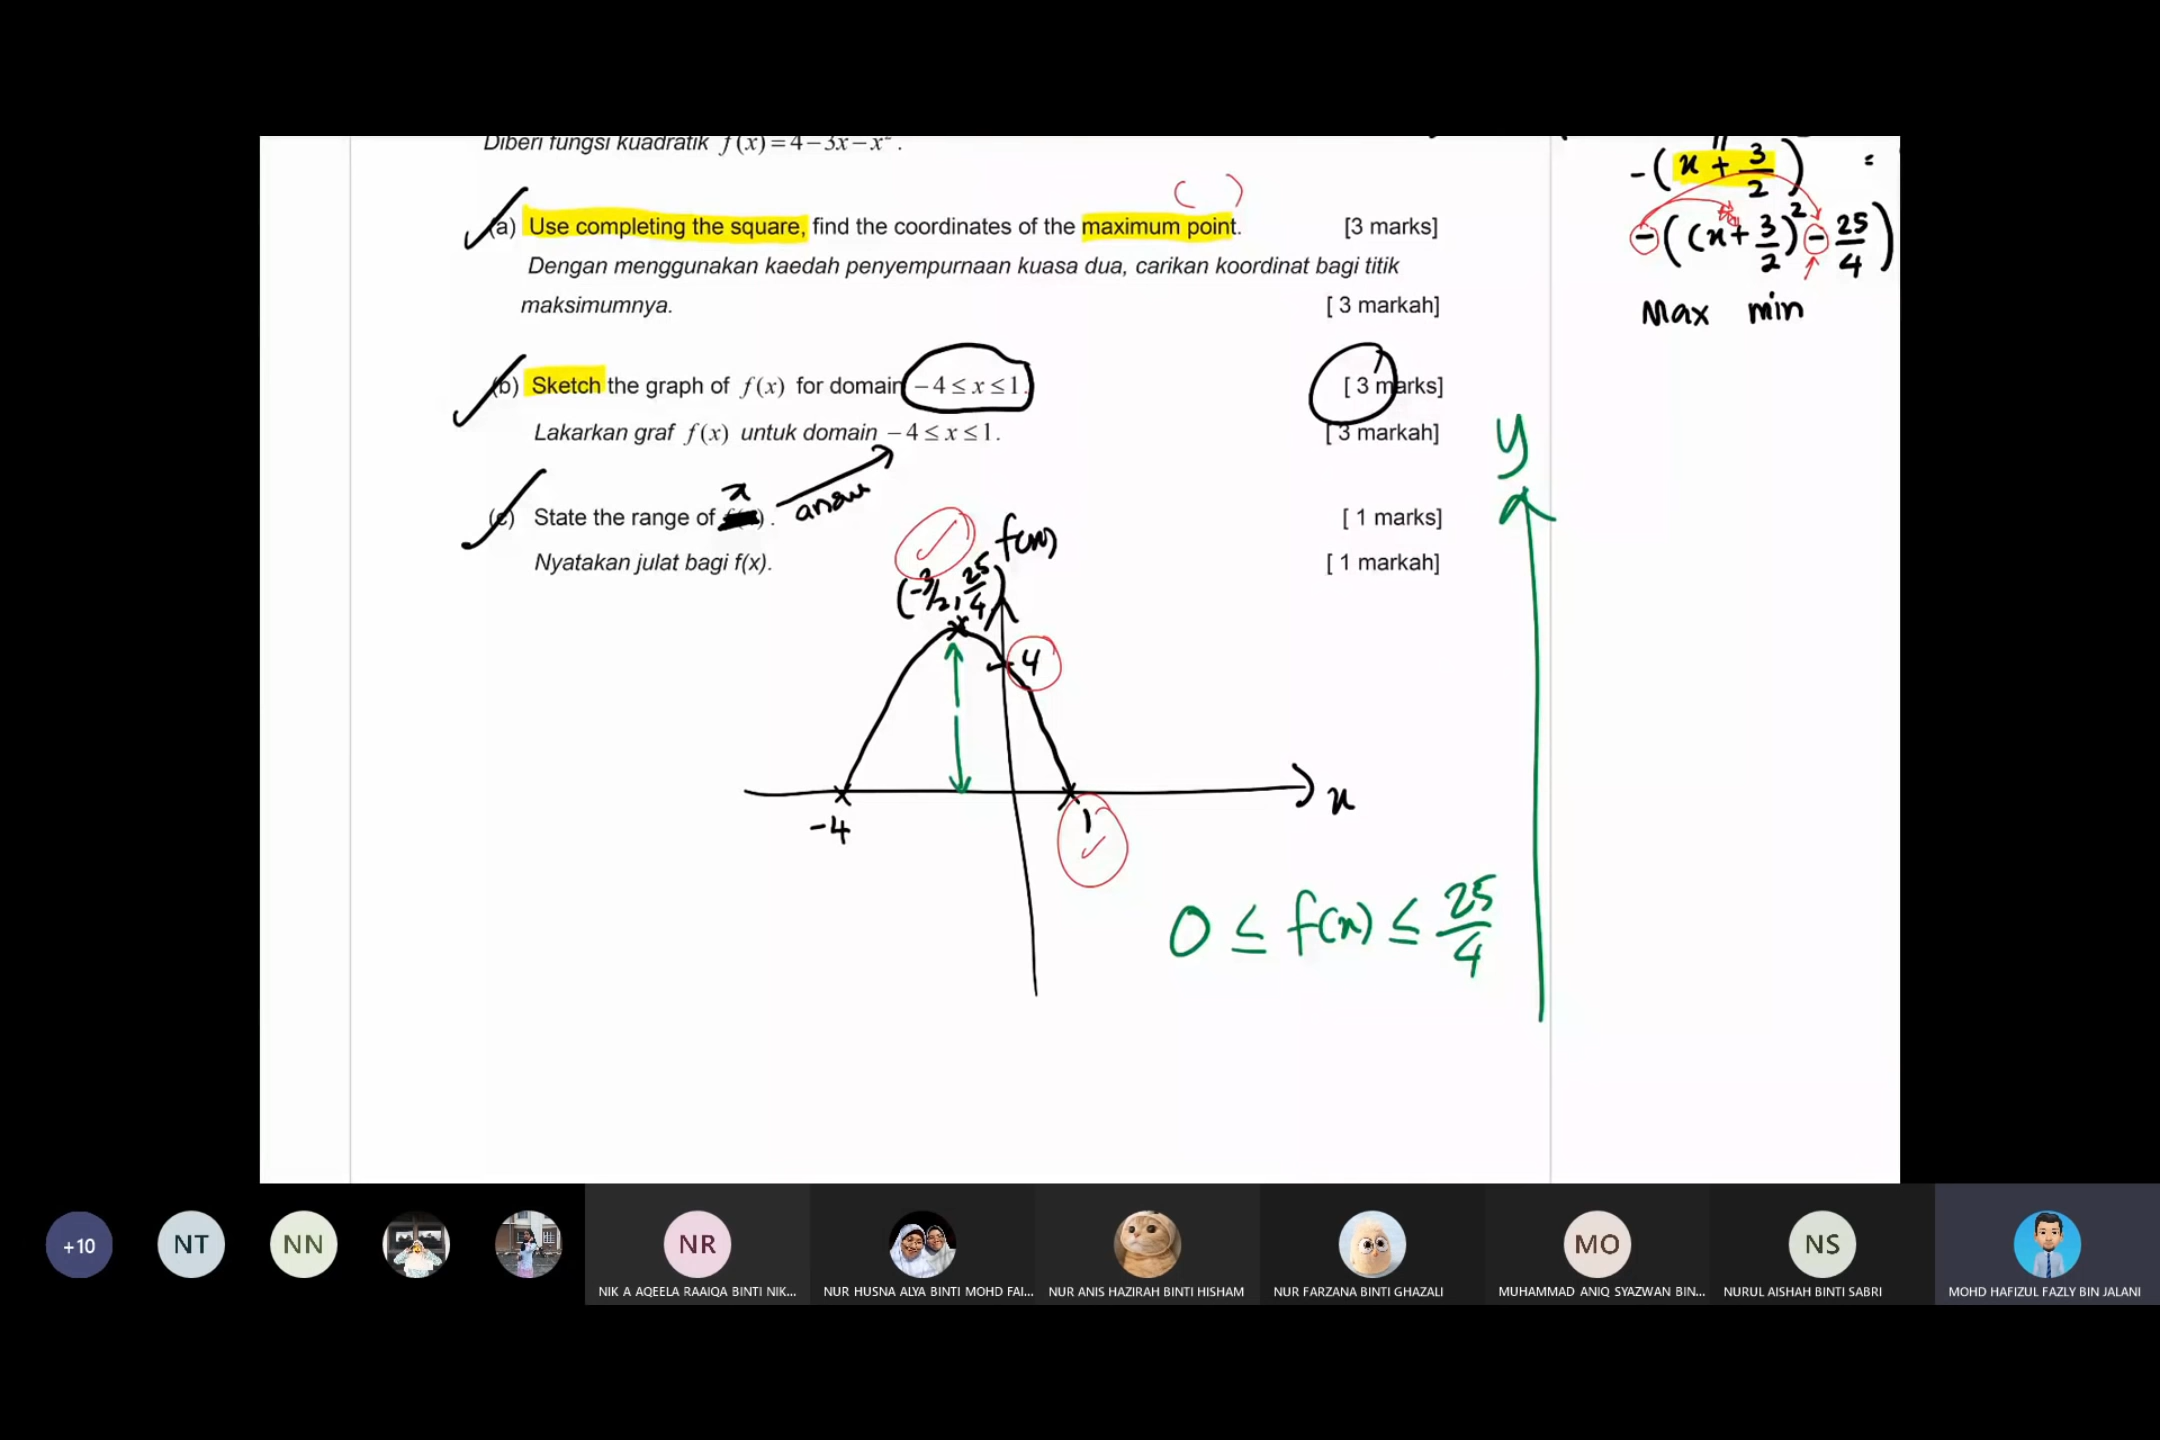 Diberi fungsi kuadratik f(x)=4−3x−x².
(a) Use completing the square, find the coordinates of the maximum point. [3 marks]
( )
Dengan menggunakan kaedah penyempurnaan kuasa dua, carikan koordinat bagi titik
maksimumnya. [ 3 markah]
(b) Sketch the graph of f(x) for domain −4≤x≤1. [ 3 marks]
Lakarkan graf f(x) untuk domain −4≤x≤1. [ 3 markah]
(c) State the range of x . [ 1 marks]
Nyatakan julat bagi f(x). [ 1 markah]
f(x)
(-3/2, 25/4)
4
-4
1
x
0 ≤ f(x) ≤ 25/4
y
-(x + 3/2)² =
-((x + 3/2)² - 25/4)
Max min
+10
NT
NN
NR
MO
NS
NIK A AQEELA RAAIQA BINTI NIK...
NUR HUSNA ALYA BINTI MOHD FAI...
NUR ANIS HAZIRAH BINTI HISHAM
NUR FARZANA BINTI GHAZALI
MUHAMMAD ANIQ SYAZWAN BIN...
NURUL AISHAH BINTI SABRI
MOHD HAFIZUL FAZLY BIN JALANI